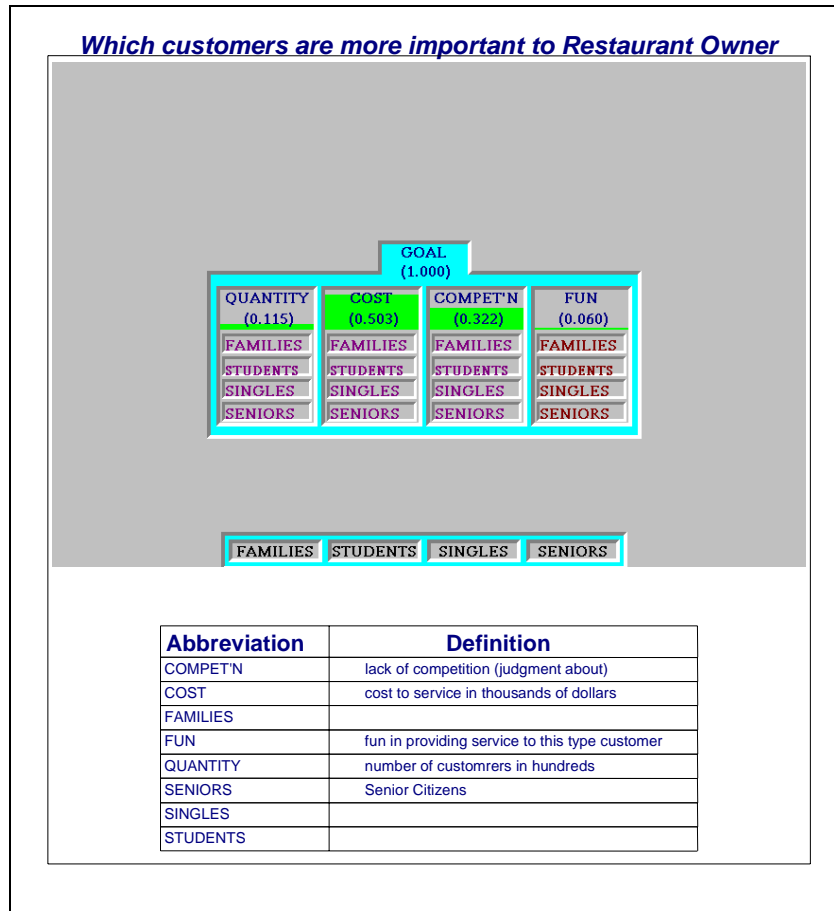 Which customers are more important to Restaurant Owner
GOAL
(1.000)
QUANTITY COST COMPET'N FUN
(0.115) (0.503) (0.322) (0.060)
FAMILIES FAMILIES FAMILIES FAMILIES
STUDENTS STUDENTS STUDENTS STUDENTS
SINGLES SINGLES SINGLES SINGLES
SENIORS SENIORS SENIORS SENIORS
FAMILIES STUDENTS SINGLES SENIORS
Abbreviation Definition
COMPET'N lack of competition (judgment about)
COST cost to service in thousands of dollars
FAMILIES
FUN fun in providing service to this type customer
QUANTITY number of customrers in hundreds
SENIORS Senior Citizens
SINGLES
STUDENTS